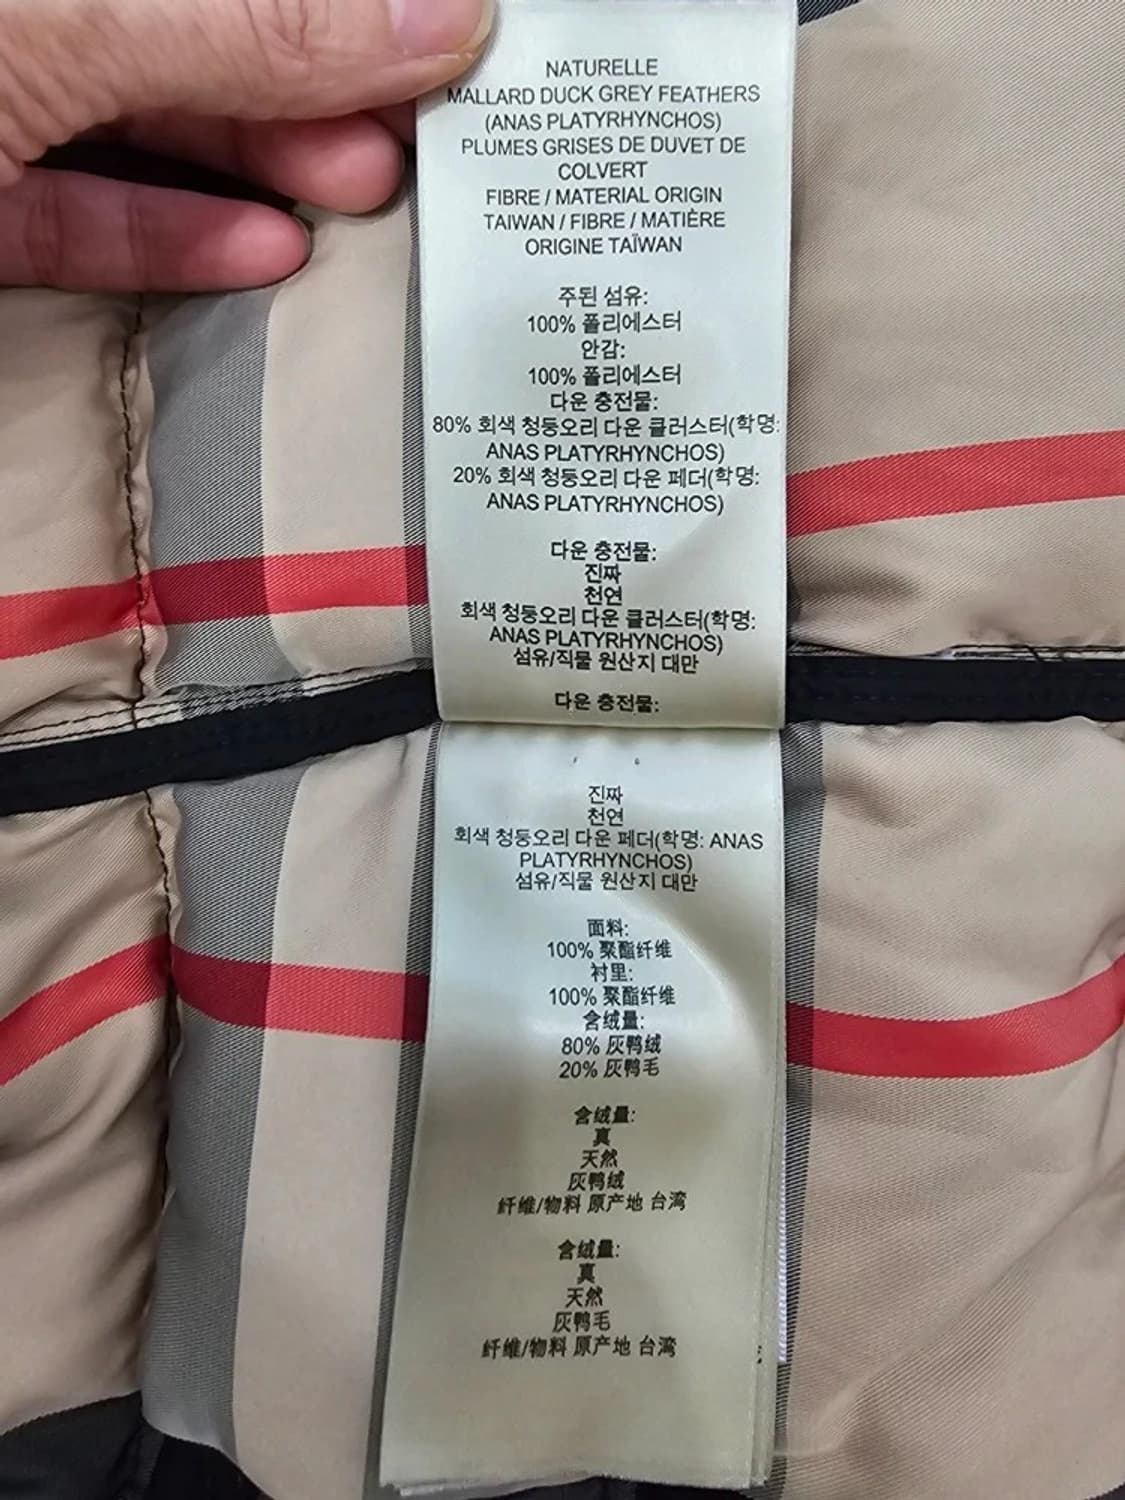 NATURELLE
MALLARD DUCK GREY FEATHERS
(ANAS PLATYRHYNCHOS)
PLUMES GRISES DE DUVET DE
COLVERT
FIBRE / MATERIAL ORIGIN
TAIWAN / FIBRE / MATIÈRE
ORIGINE TAÏWAN
주된 섬유:
100% 폴리에스터
안감:
100% 폴리에스터
다운 충전물:
80% 회색 청둥오리 다운 클러스터(학명:
ANAS PLATYRHYNCHOS)
20% 회색 청둥오리 다운 페더(학명:
ANAS PLATYRHYNCHOS)
다운 충전물:
진짜
천연
회색 청둥오리 다운 클러스터(학명:
ANAS PLATYRHYNCHOS)
섬유/직물 원산지 대만
다운 충전물:
진짜
천연
회색 청둥오리 다운 페더(학명: ANAS
PLATYRHYNCHOS)
섬유/직물 원산지 대만
面料:
100% 聚酯纤维
衬里:
100% 聚酯纤维
含绒量:
80% 灰鸭绒
20% 灰鸭毛
含绒量:
真
天然
灰鸭绒
纤维/物料 原产地 台湾
含绒量:
真
天然
灰鸭毛
纤维/物料 原产地 台湾